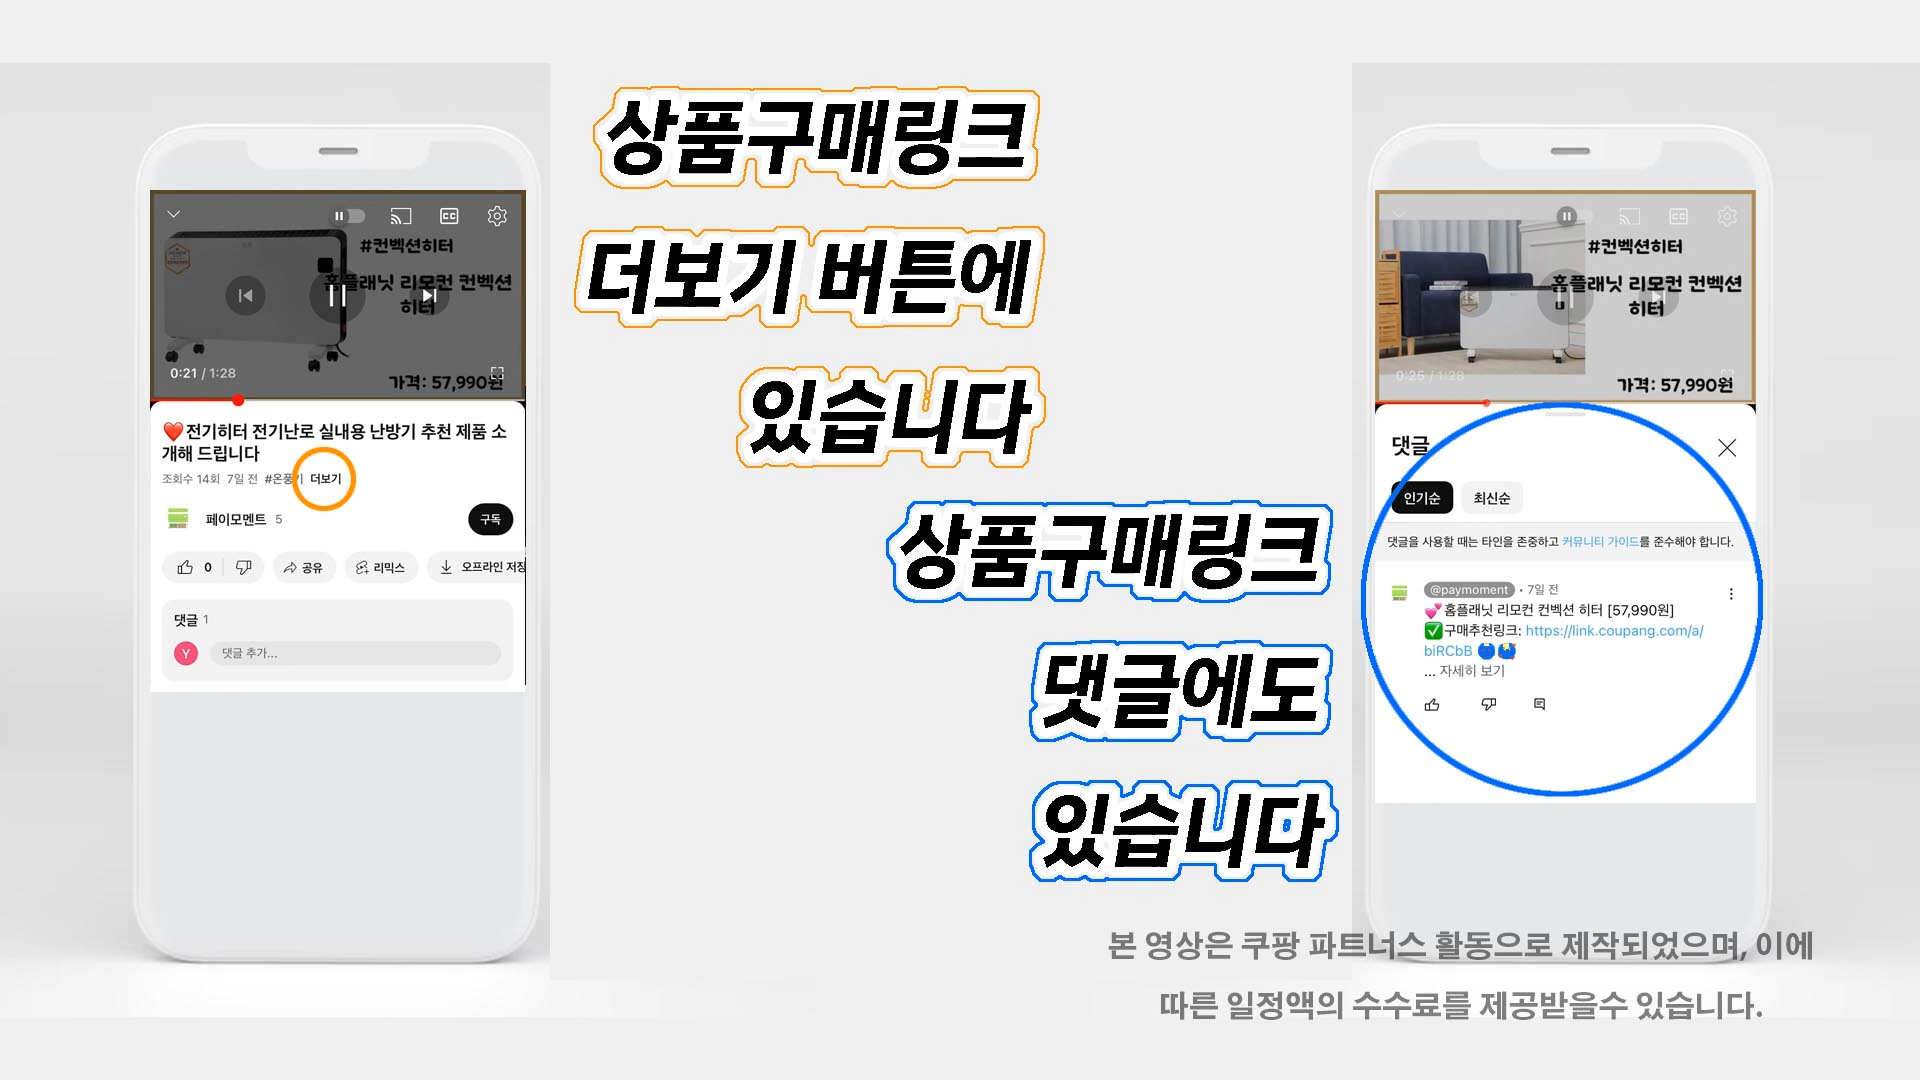 상품구매링크
더보기 버튼에
있습니다
상품구매링크
댓글에도
있습니다
#컨벡션히터
홈플래닛 리모컨 컨벡션
히터
0:21 / 1:28
가격: 57,990원
❤️전기히터 전기난로 실내용 난방기 추천 제품 소
개해 드립니다
조회수 14회 7일 전 #온풍기 더보기
페이모멘트 5
구독
0
공유
리믹스
오프라인 저장
댓글 1
Y
댓글 추가...
#컨벡션히터
홈플래닛 리모컨 컨벡션
히터
0:25 / 1:28
가격: 57,990원
댓글
인기순
최신순
댓글을 사용할 때는 타인을 존중하고 커뮤니티 가이드를 준수해야 합니다.
@paymoment • 7일 전
💕홈플래닛 리모컨 컨벡션 히터 [57,990원]
✅구매추천링크: https://link.coupang.com/a/
biRCbB
... 자세히 보기
본 영상은 쿠팡 파트너스 활동으로 제작되었으며, 이에
따른 일정액의 수수료를 제공받을수 있습니다.